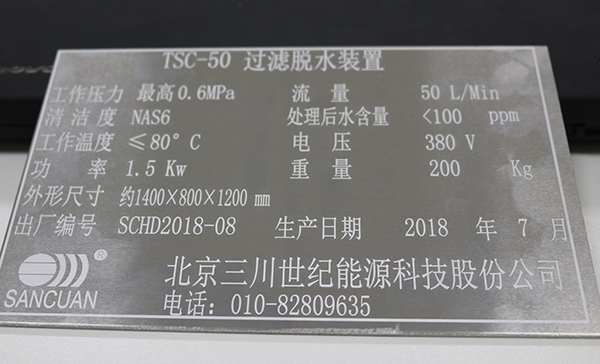 TSC-50 过滤脱水装置
工作压力 最高0.6MPa 流量 50 L/Min
清洁度 NAS6 处理后水含量 <100 ppm
工作温度 ≤80°C 电压 380 V
功率 1.5 Kw 重量 200 Kg
外形尺寸 约1400×800×1200 mm
出厂编号 SCHD2018-08 生产日期 2018 年 7 月
® 北京三川世纪能源科技股份公司
SANCUAN 电话: 010-82809635